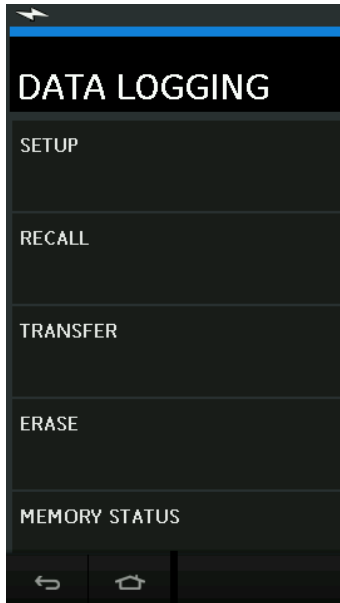 DATA LOGGING
SETUP
RECALL
TRANSFER
ERASE
MEMORY STATUS